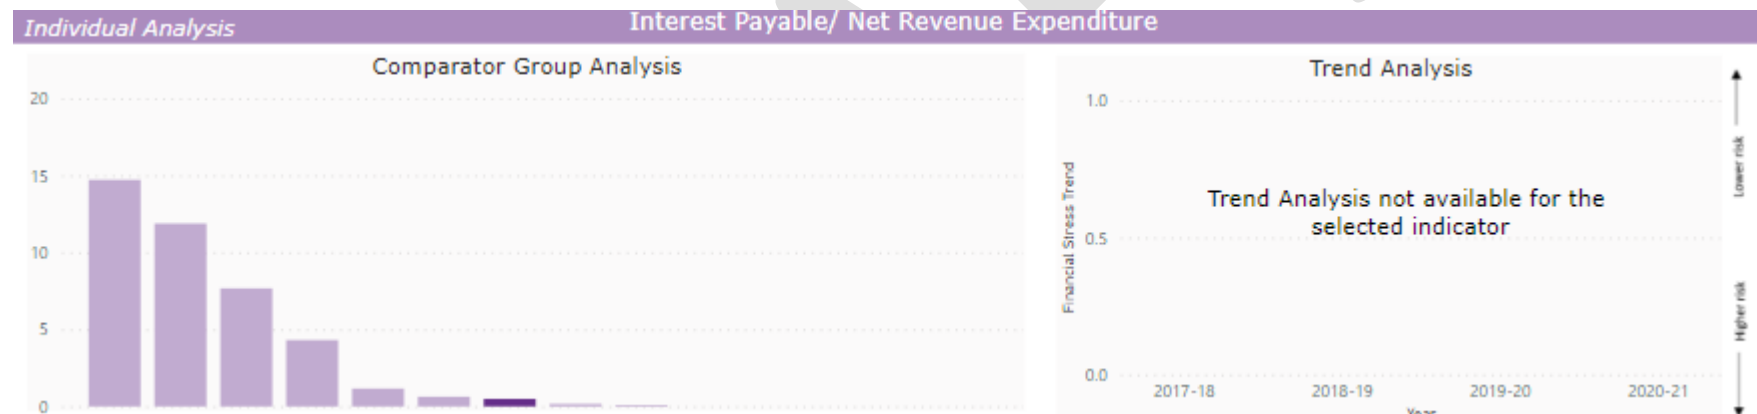 Individual Analysis
Interest Payable/ Net Revenue Expenditure
Comparator Group Analysis
20
15
10
5
0
Trend Analysis
1.0
0.5
0.0
Financial Stress Trend
Trend Analysis not available for the
selected indicator
2017-18 2018-19 2019-20 2020-21
Year
Lower risk
Higher risk